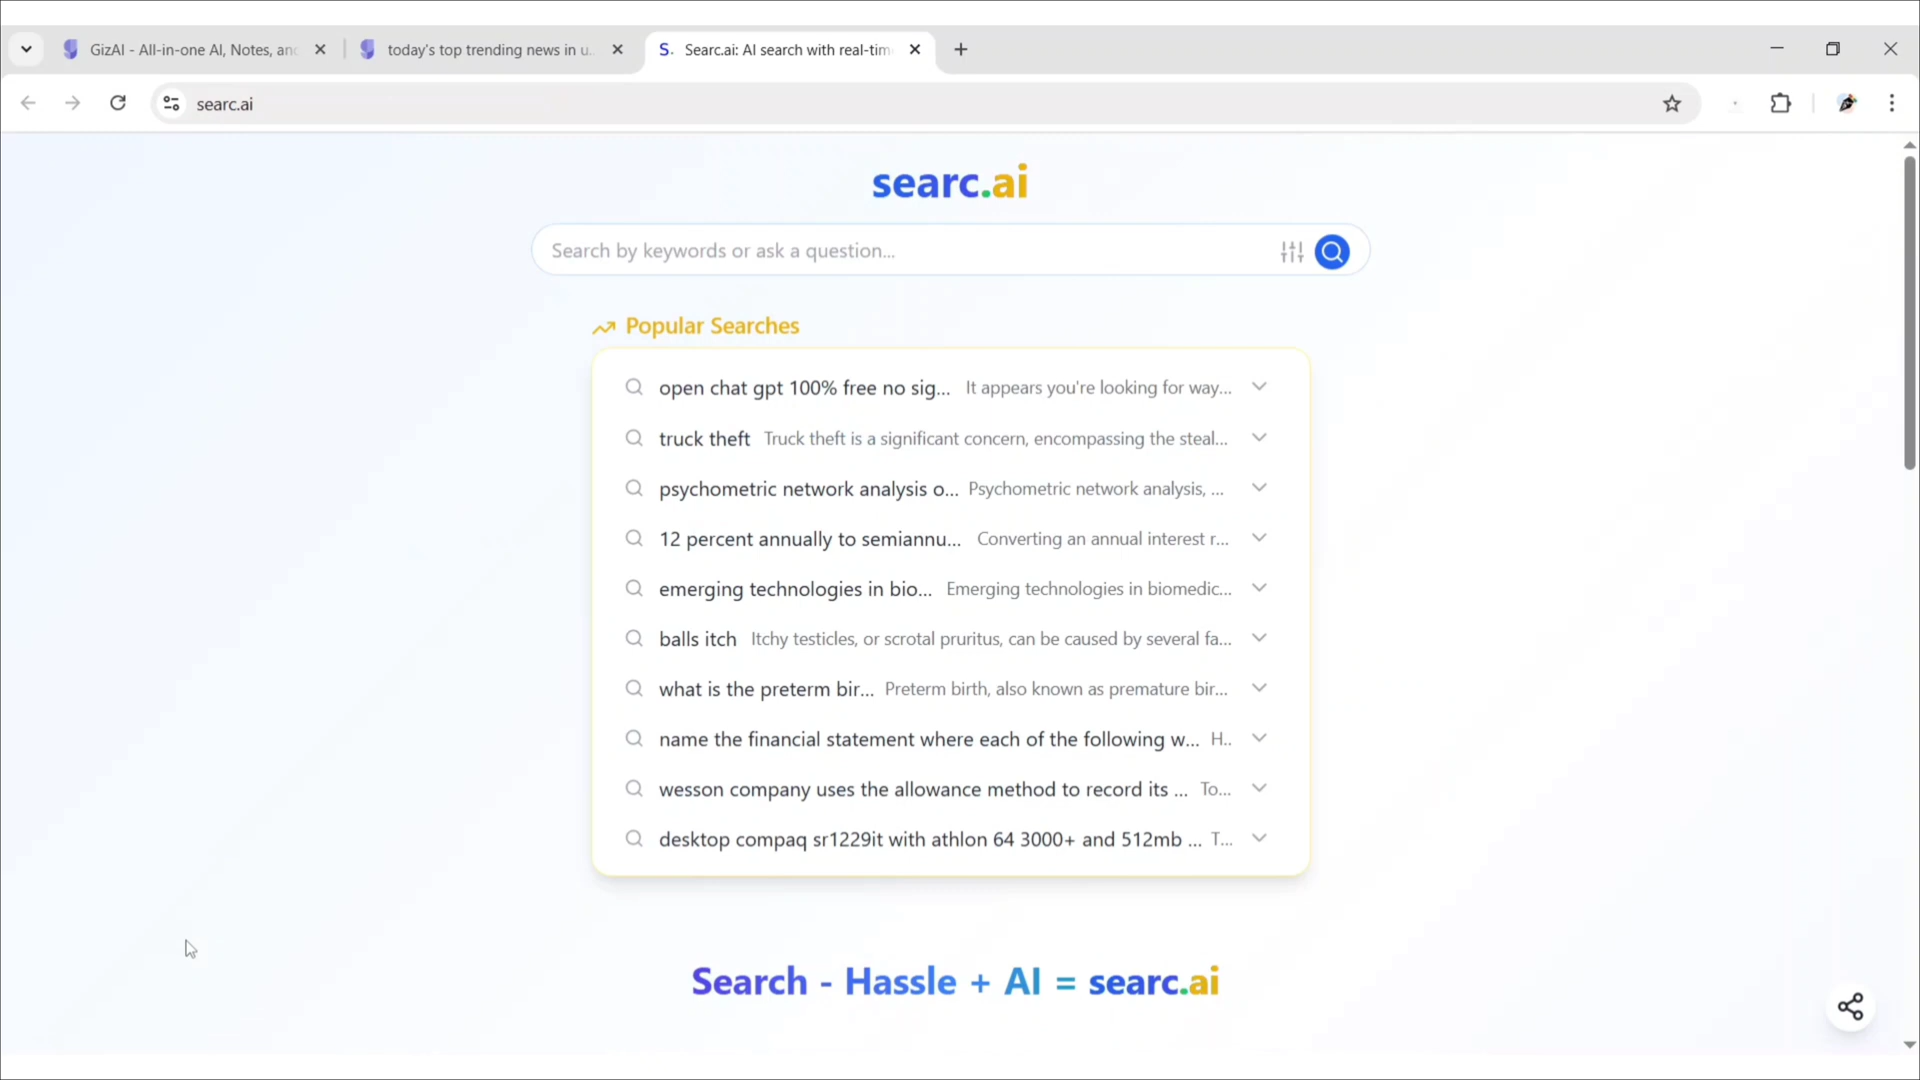 GizAI - All-in-one AI, Notes, and
today's top trending news in u..
S. Searc.ai: AI search with real-tim
searc.ai
searc.ai
Search by keywords or ask a question...
Popular Searches
open chat gpt 100% free no sig... It appears you're looking for way...
truck theft Truck theft is a significant concern, encompassing the steal...
psychometric network analysis o... Psychometric network analysis, ...
12 percent annually to semiannu... Converting an annual interest r...
emerging technologies in bio... Emerging technologies in biomedic...
balls itch Itchy testicles, or scrotal pruritus, can be caused by several fa...
what is the preterm bir... Preterm birth, also known as premature bir...
name the financial statement where each of the following w... H..
wesson company uses the allowance method to record its ... To...
desktop compaq sr1229it with athlon 64 3000+ and 512mb ... T...
Search - Hassle + AI = searc.ai